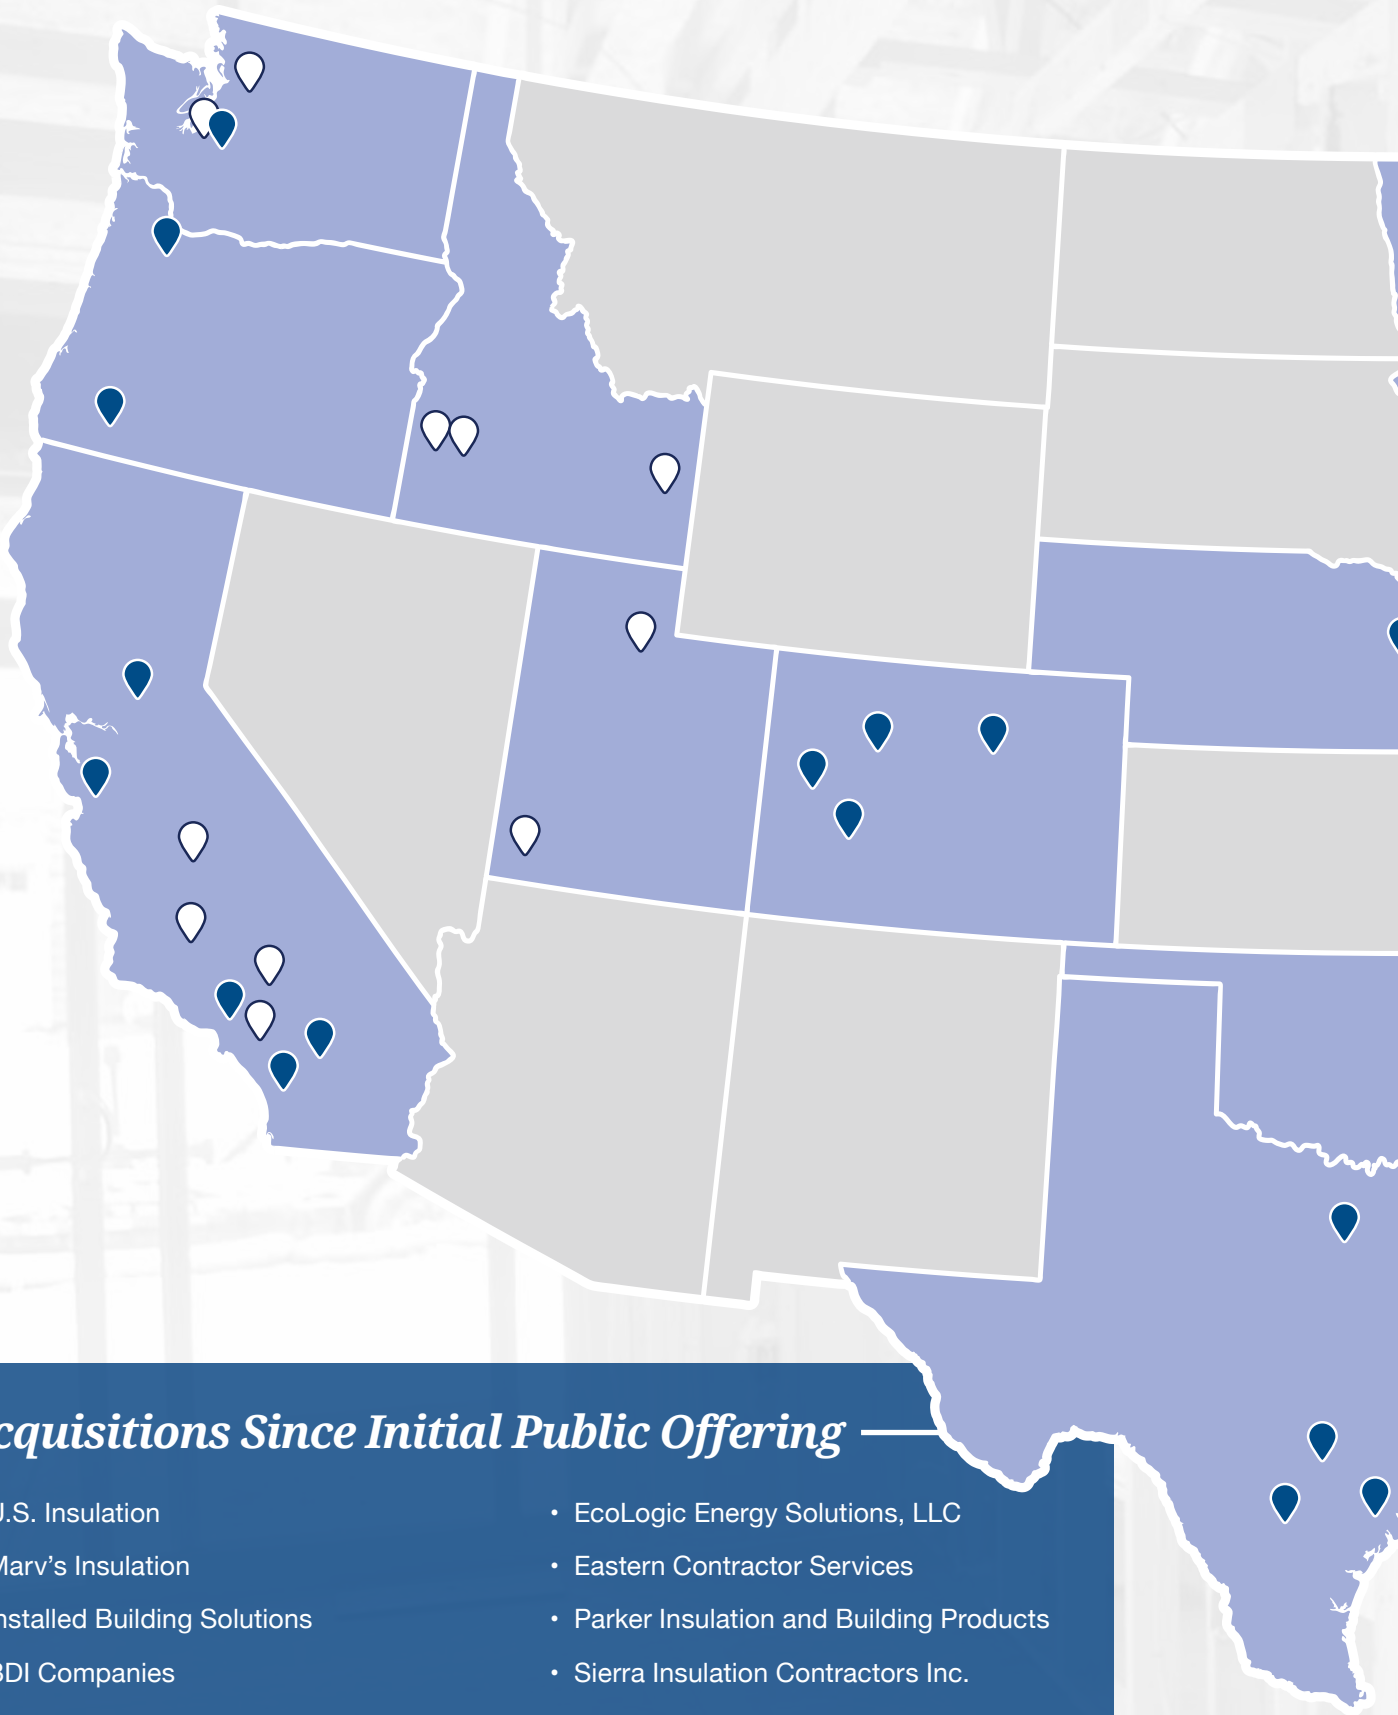 cquisitions Since Initial Public Offering
U.S. Insulation
Marv's Insulation
nstalled Building Solutions
BDI Companies
• EcoLogic Energy Solutions, LLC
• Eastern Contractor Services
• Parker Insulation and Building Products
• Sierra Insulation Contractors Inc.